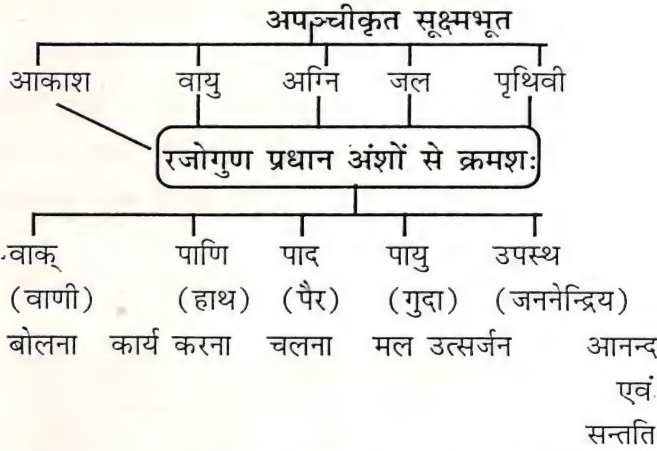 अपञ्चीकृत सूक्ष्मभूत
आकाश वायु अग्नि जल पृथिवी
रजोगुण प्रधान अंशों से क्रमशः
वाक् पाणि पाद पायु उपस्थ
(वाणी) (हाथ) (पैर) (गुदा) (जननेन्द्रिय)
बोलना कार्य करना चलना मल उत्सर्जन आनन्द
एवं
सन्तति